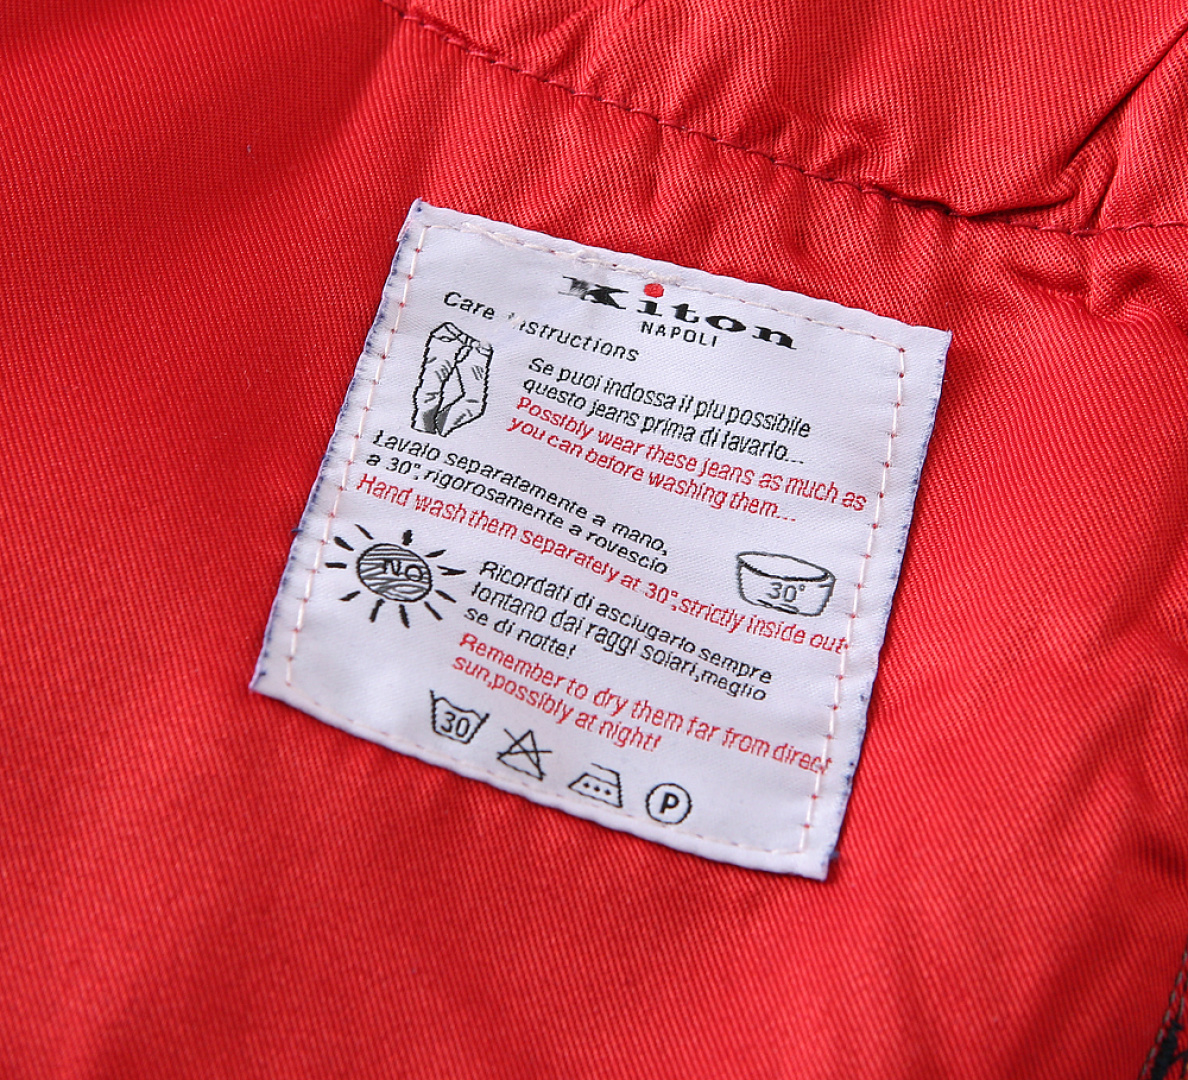 Kiton
NAPOLI
Care Instructions
Se puoi indossa il piu possibile
questo jeans prima di lavarlo...
Possibly wear these jeans as much as
you can before washing them...
Lavalo separatamente a mano,
a 30°, rigorosamente a rovescio
Hand wash them separately at 30°, strictly inside out
30°
NO
Ricordati di asciugarlo sempre
lontano dai raggi solari, meglio
se di notte!
Remember to dry them far from direct
sun, possibly at night!
30
P